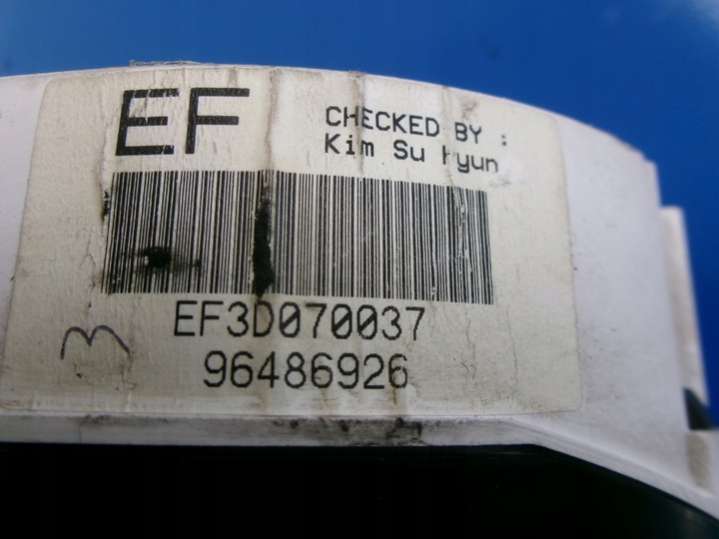 EF
CHECKED BY :
Kim Su Hyun
EF3D070037
3
96486926